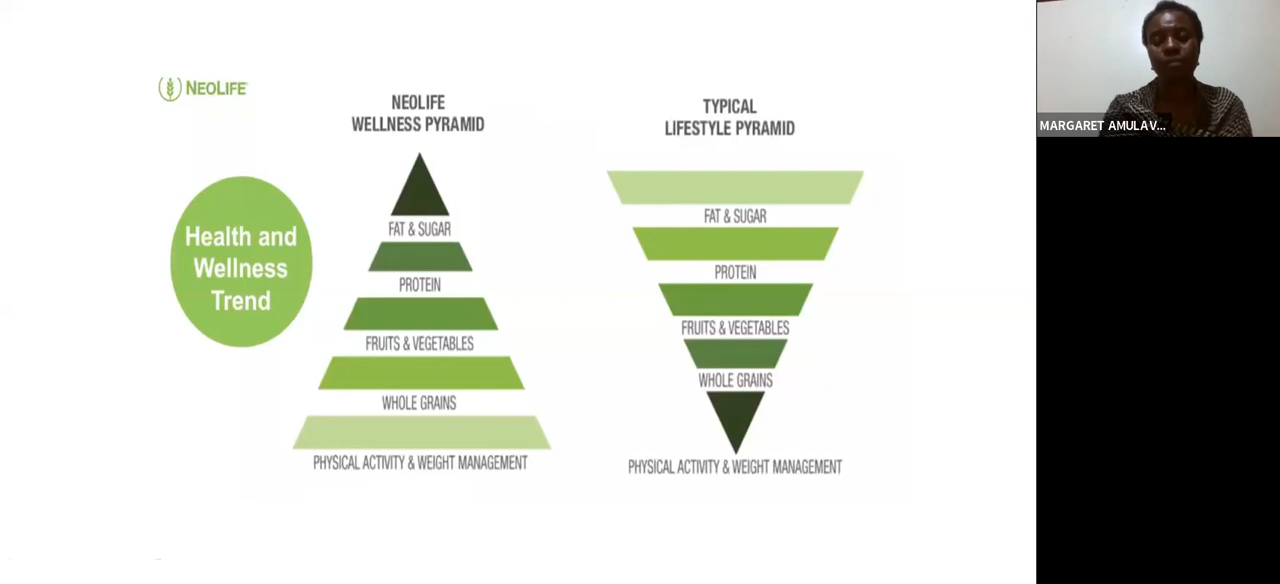 NEOLIFE
Health and
Wellness
Trend
NEOLIFE
WELLNESS PYRAMID
FAT & SUGAR
PROTEIN
FRUITS & VEGETABLES
WHOLE GRAINS
PHYSICAL ACTIVITY & WEIGHT MANAGEMENT
TYPICAL
LIFESTYLE PYRAMID
FAT & SUGAR
PROTEIN
FRUITS & VEGETABLES
WHOLE GRAINS
PHYSICAL ACTIVITY & WEIGHT MANAGEMENT
MARGARET AMULAV...